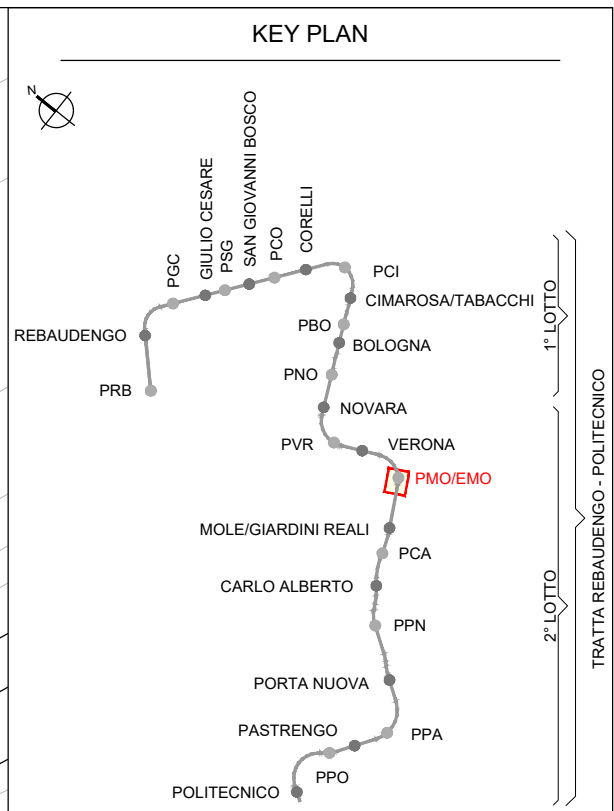 KEY PLAN
N
PGC
GIULIO CESARE
PSG
SAN GIOVANNI BOSCO
PCO
CORELLI
PCI
CIMAROSA/TABACCHI
REBAUDENGO
PBO
BOLOGNA
PNO
PRB
NOVARA
PVR
VERONA
PMO/EMO
MOLE/GIARDINI REALI
PCA
CARLO ALBERTO
PPN
PORTA NUOVA
PASTRENGO
PPA
PPO
POLITECNICO
1° LOTTO
2° LOTTO
TRATTA REBAUDENGO - POLITECNICO